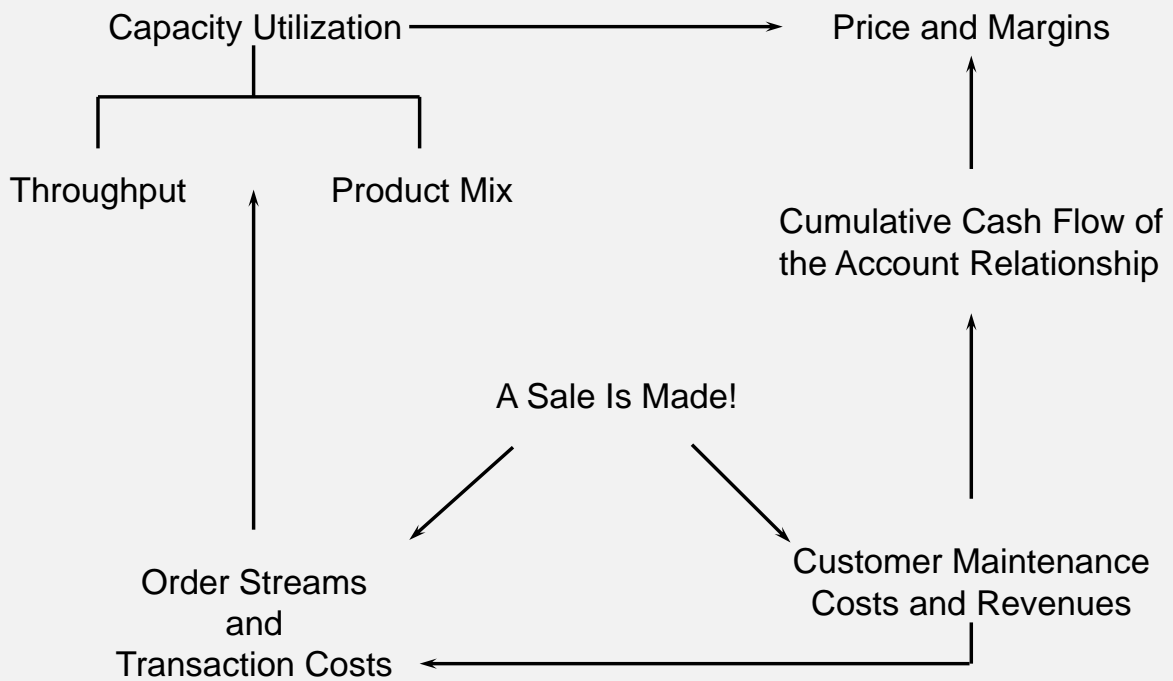 Capacity Utilization
Price and Margins
Throughput
Product Mix
Cumulative Cash Flow of
the Account Relationship
A Sale Is Made!
Order Streams
and
Transaction Costs
Customer Maintenance
Costs and Revenues